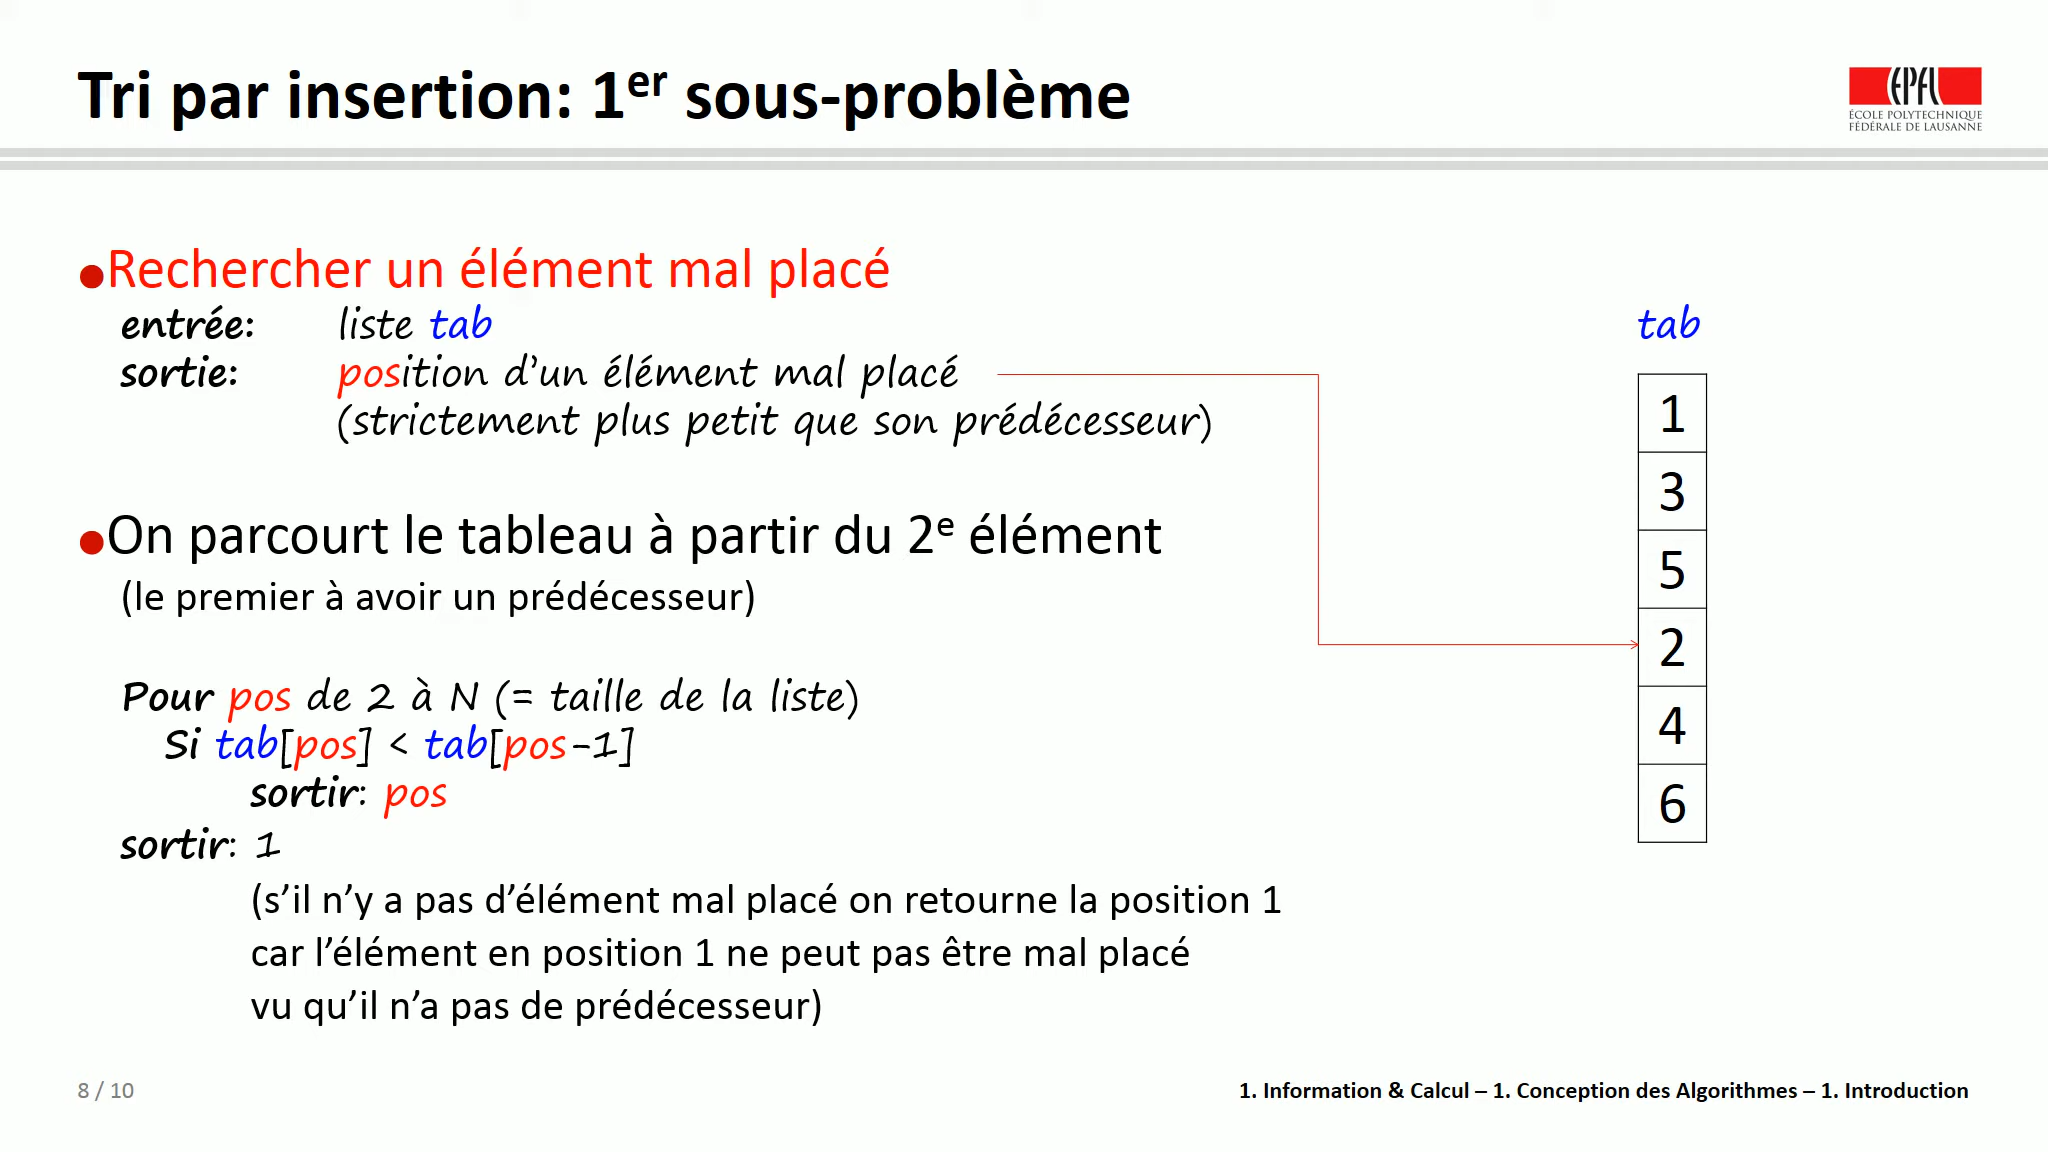 Tri par insertion: 1er sous-problème
EPFL
ÉCOLE POLYTECHNIQUE
FÉDÉRALE DE LAUSANNE
●Rechercher un élément mal placé
entrée: liste tab
sortie: position d’un élément mal placé
(strictement plus petit que son prédécesseur)
●On parcourt le tableau à partir du 2e élément
(le premier à avoir un prédécesseur)
Pour pos de 2 à N (= taille de la liste)
Si tab[pos] < tab[pos-1]
sortir: pos
sortir: 1
(s’il n’y a pas d’élément mal placé on retourne la position 1
car l’élément en position 1 ne peut pas être mal placé
vu qu’il n’a pas de prédécesseur)
tab
1
3
5
2
4
6
8 / 10
1. Information & Calcul – 1. Conception des Algorithmes – 1. Introduction